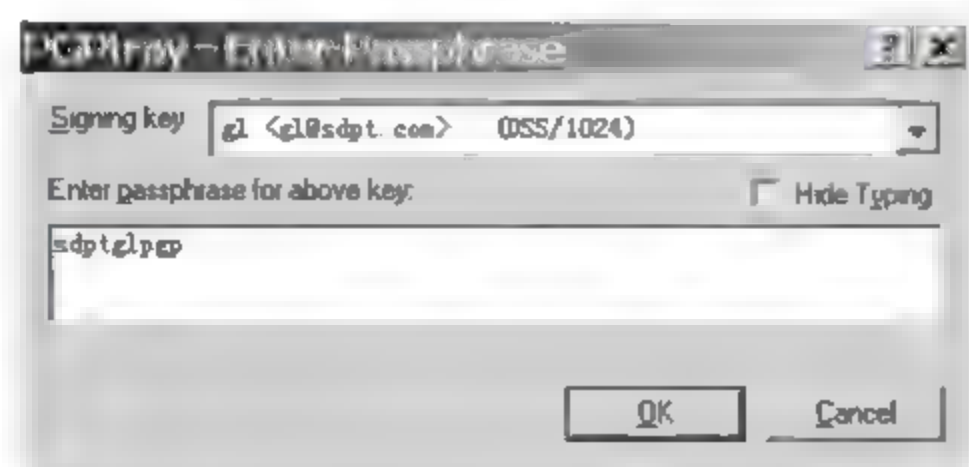 PGPtray - Enter Passphrase
Signing key gl <gl@sdpt.com> (DSS/1024)
Enter passphrase for above key: Hide Typing
sdptglpgp
OK Cancel